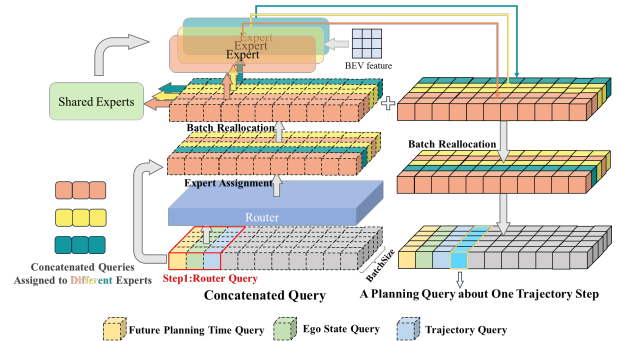 Expert
Expert
Expert
BEV feature
Shared Experts
Batch Reallocation
Batch Reallocation
Expert Assignment
Router
BatchSize
Step1:Router Query
Concatenated Query
A Planning Query about One Trajectory Step
Concatenated Queries
Assigned to Different Experts
Future Planning Time Query
Ego State Query
Trajectory Query